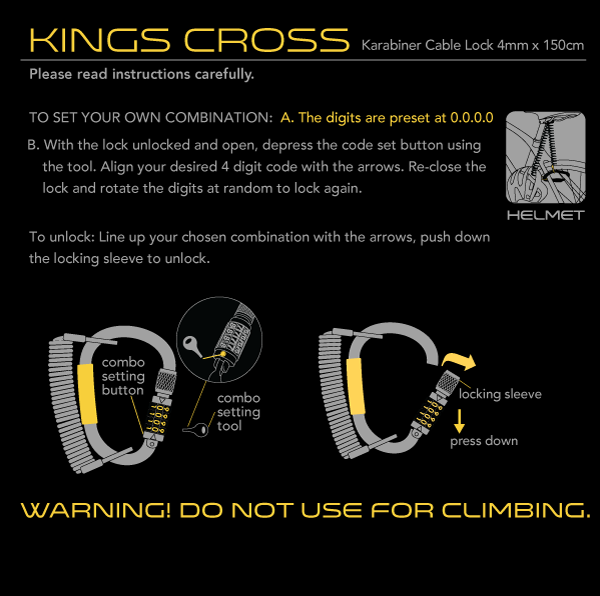 KINGS CROSS Karabiner Cable Lock 4mm x 150cm
Please read instructions carefully.
TO SET YOUR OWN COMBINATION: A. The digits are preset at 0.0.0.0
B. With the lock unlocked and open, depress the code set button using
the tool. Align your desired 4 digit code with the arrows. Re-close the
lock and rotate the digits at random to lock again.
HELMET
To unlock: Line up your chosen combination with the arrows, push down
the locking sleeve to unlock.
combo
setting
button
combo
setting
tool
locking sleeve
press down
WARNING! DO NOT USE FOR CLIMBING.